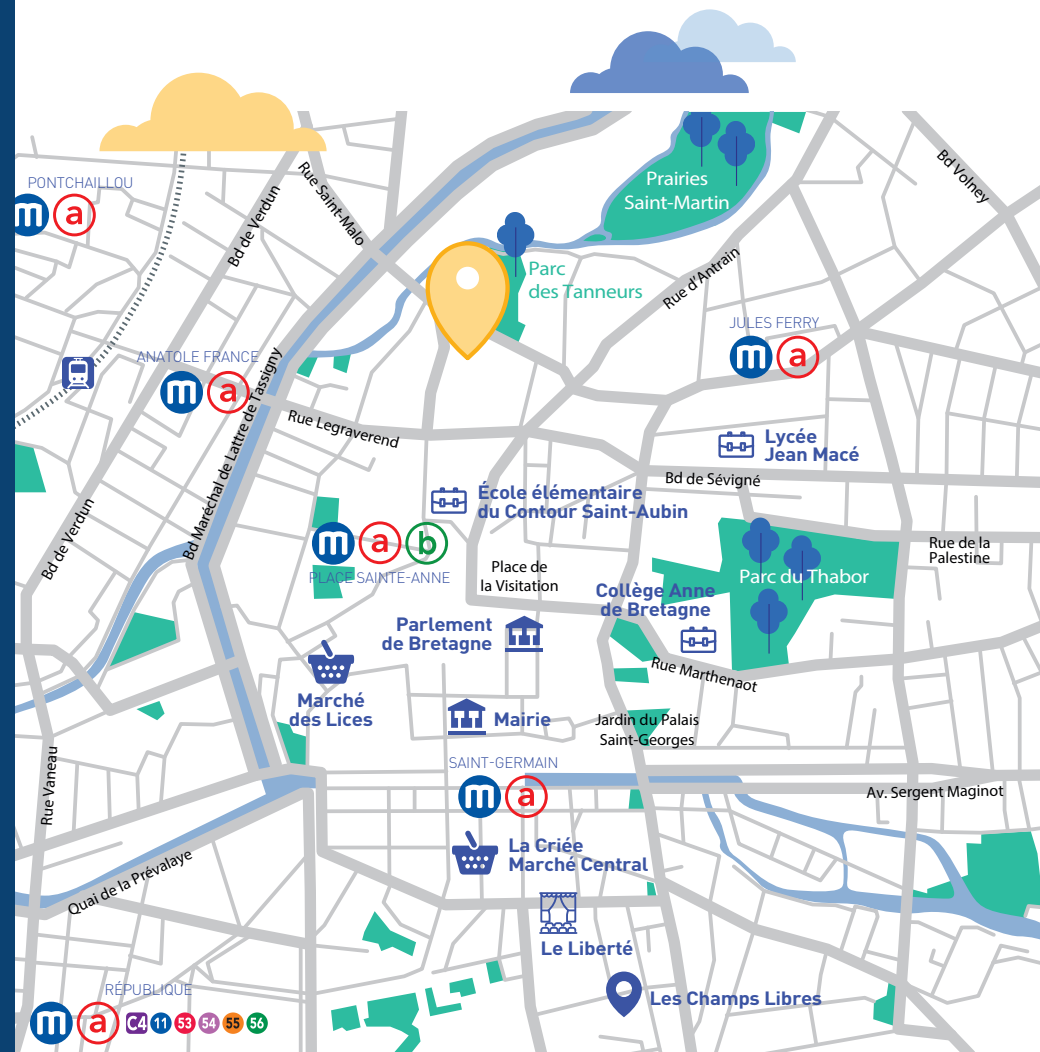 PONTCHAILLOU
m a
Bd de Verdun
Rue Saint-Malo
Prairies
Saint-Martin
Bd Volney
Parc
des Tanneurs
Rue d'Antrain
JULES FERRY
m a
ANATOLE FRANCE
m a
Bd Maréchal de Lattre de Tassigny
Rue Legraverend
Lycée
Jean Macé
Bd de Sévigné
École élémentaire
du Contour Saint-Aubin
Bd de Verdun
m a b
PLACE SAINTE-ANNE
Place de
la Visitation
Rue de la
Palestine
Parc du Thabor
Collège Anne
de Bretagne
Parlement
de Bretagne
Rue Marthenaot
Marché
des Lices
Mairie
Jardin du Palais
Saint-Georges
Rue Vaneau
SAINT-GERMAIN
m a
Av. Sergent Maginot
La Criée
Marché Central
Quai de la Prévalaye
Le Liberté
Les Champs Libres
RÉPUBLIQUE
m a C4 11 53 54 55 56